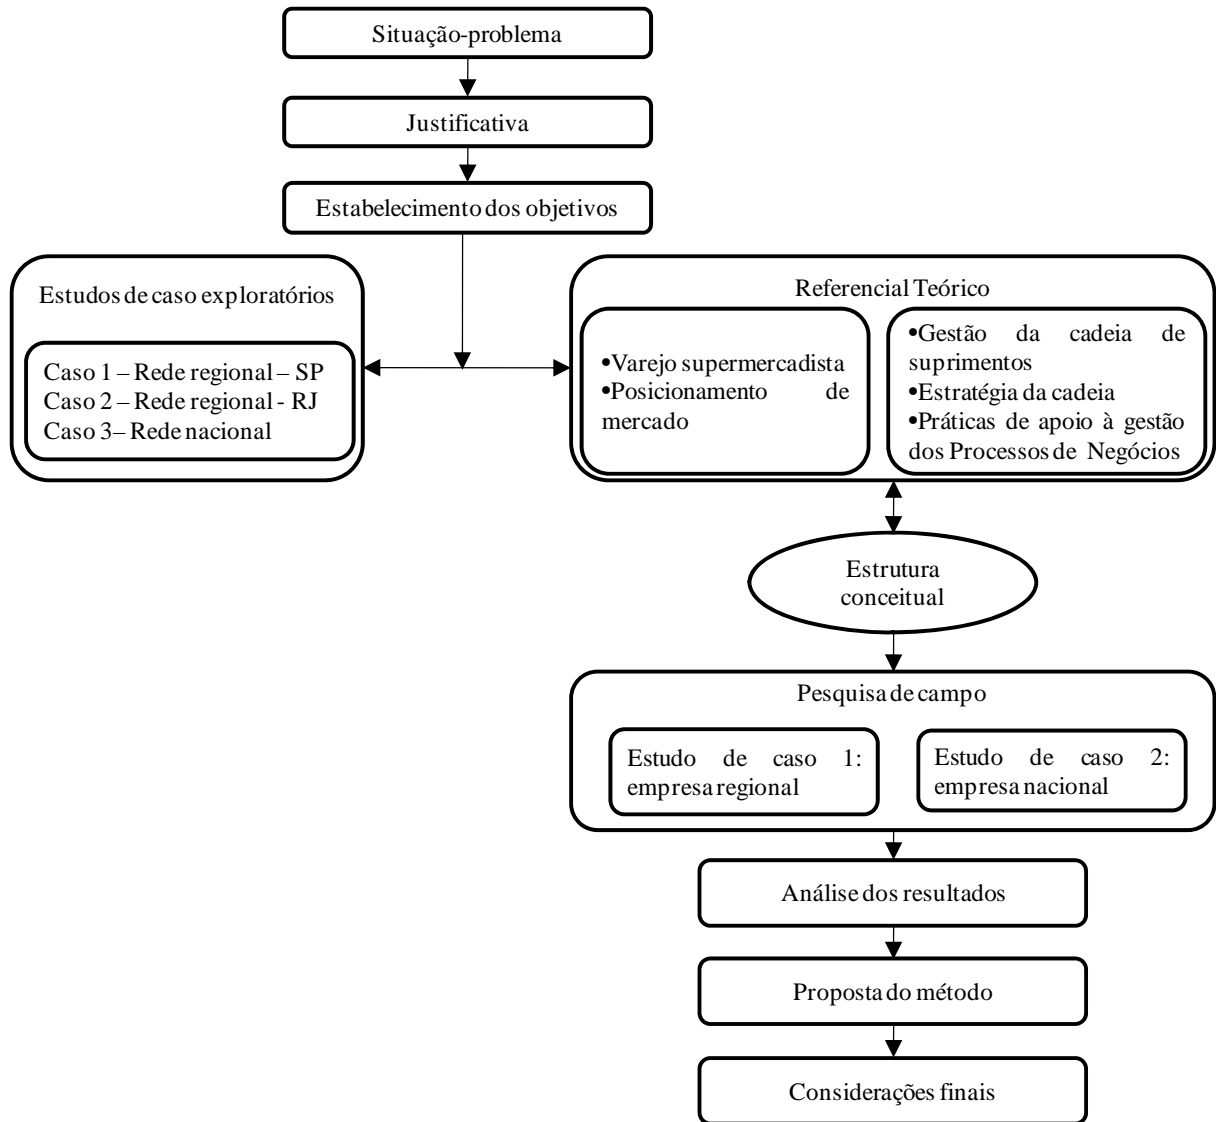 Situação-problema
Justificativa
Estabelecimento dos objetivos
Estudos de caso exploratórios
Caso 1 – Rede regional – SP
Caso 2 – Rede regional - RJ
Caso 3– Rede nacional
Referencial Teórico
•Varejo supermercadista
•Posicionamento de
mercado
•Gestão da cadeia de
suprimentos
•Estratégia da cadeia
•Práticas de apoio à gestão
dos Processos de Negócios
Estrutura
conceitual
Pesquisa de campo
Estudo de caso 1:
empresa regional
Estudo de caso 2:
empresa nacional
Análise dos resultados
Proposta do método
Considerações finais